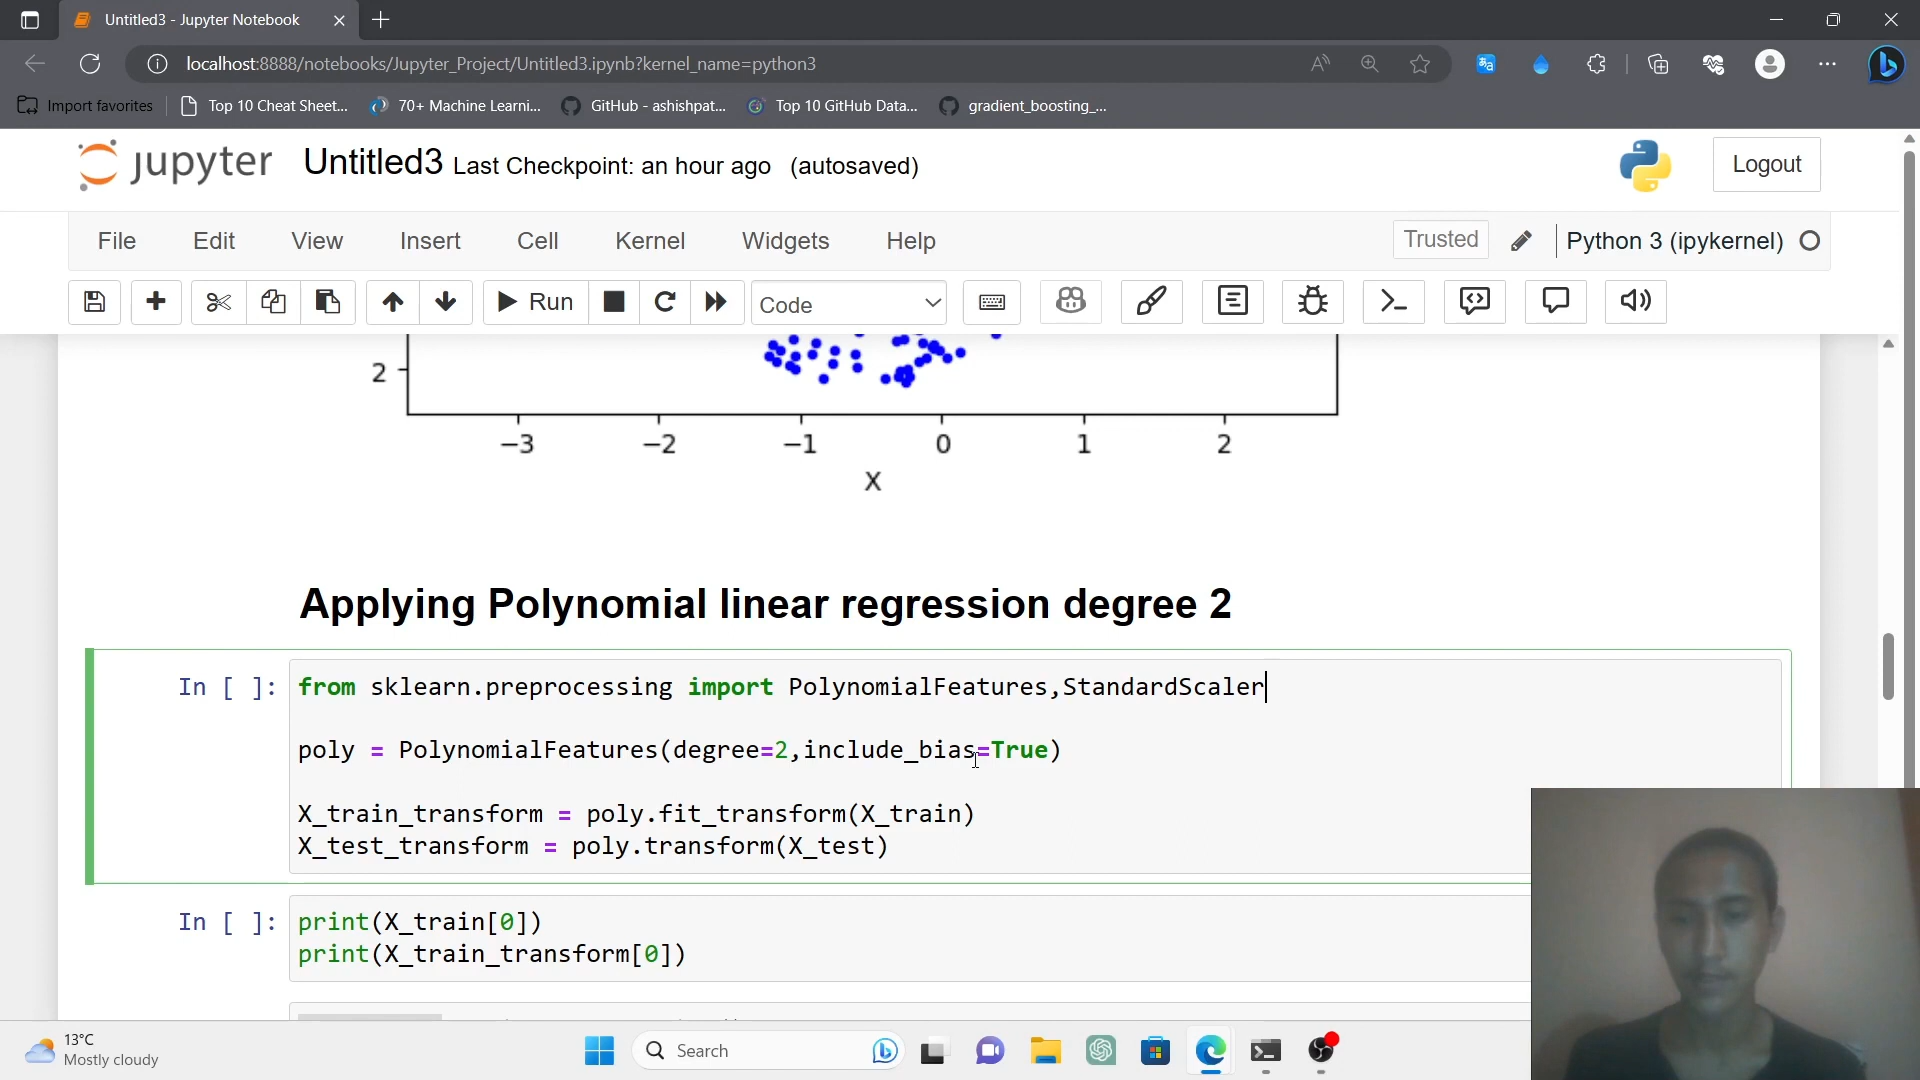 Untitled3 - Jupyter Notebook
localhost:8888/notebooks/Jupyter_Project/Untitled3.ipynb?kernel_name=python3
Import favorites
Top 10 Cheat Sheet...
70+ Machine Learni...
GitHub - ashishpat...
Top 10 GitHub Data...
gradient_boosting_...
jupyter Untitled3 Last Checkpoint: an hour ago (autosaved)
Logout
File Edit View Insert Cell Kernel Widgets Help
Trusted
Python 3 (ipykernel)
Run
Code
2
−3 −2 −1 0 1 2
X
Applying Polynomial linear regression degree 2
In [ ]: from sklearn.preprocessing import PolynomialFeatures,StandardScaler
poly = PolynomialFeatures(degree=2,include_bias=True)
X_train_transform = poly.fit_transform(X_train)
X_test_transform = poly.transform(X_test)
In [ ]: print(X_train[0])
print(X_train_transform[0])
13°C
Mostly cloudy
Search